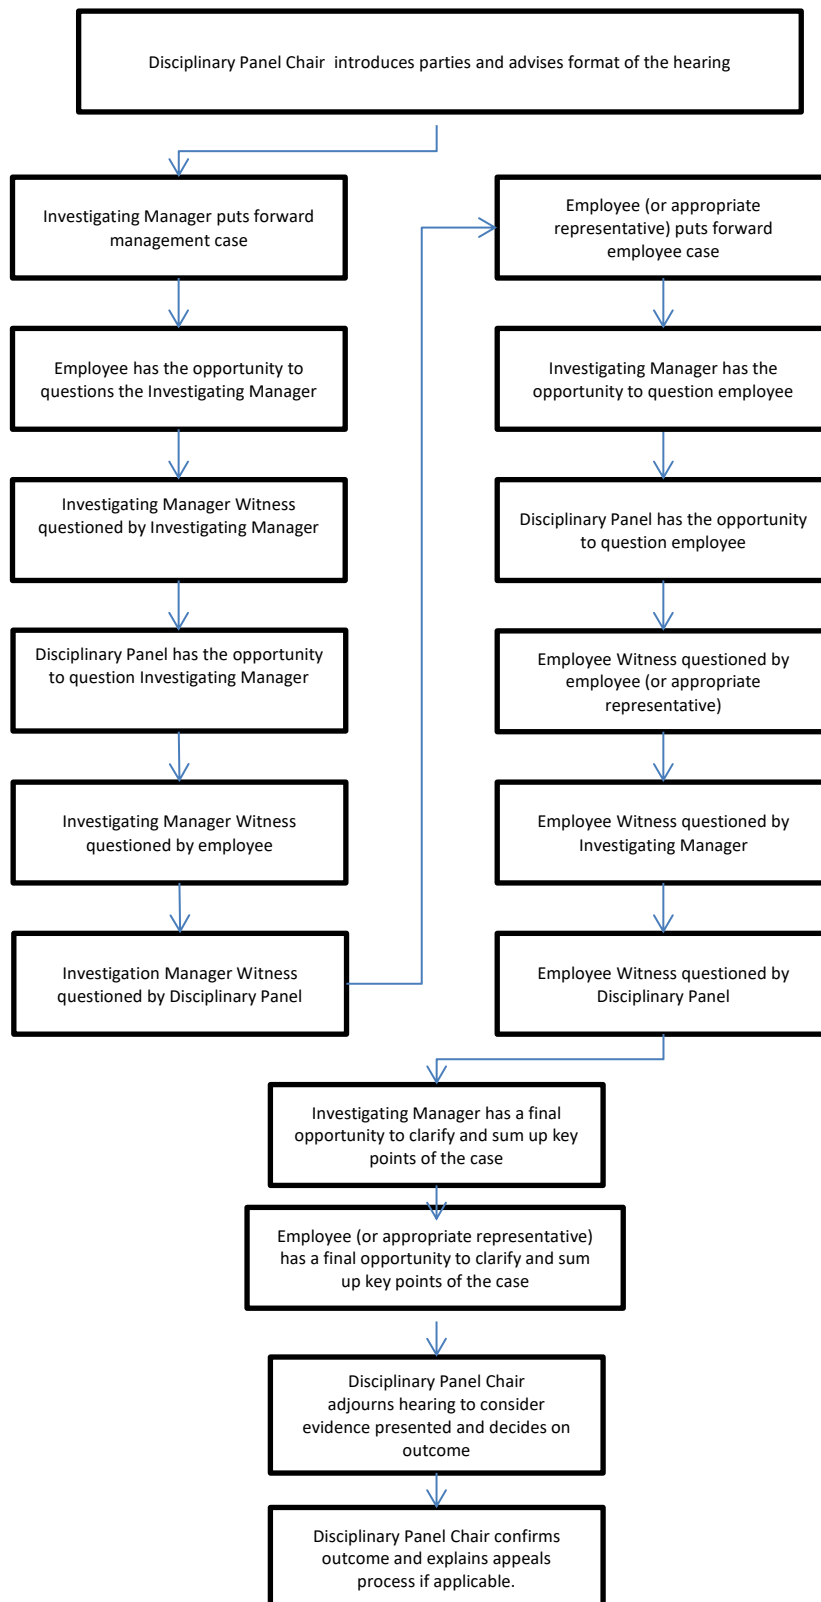 Disciplinary Panel Chair  introduces parties and advises format of the hearing
Investigating Manager puts forward
management case
Employee has the opportunity to
questions the Investigating Manager
Investigating Manager Witness
questioned by Investigating Manager
Disciplinary Panel has the opportunity
to question Investigating Manager
Investigating Manager Witness
questioned by employee
Investigation Manager Witness
questioned by Disciplinary Panel
Employee (or appropriate
representative) puts forward
employee case
Investigating Manager has the
opportunity to question employee
Disciplinary Panel has the opportunity
to question employee
Employee Witness questioned by
employee (or appropriate
representative)
Employee Witness questioned by
Investigating Manager
Employee Witness questioned by
Disciplinary Panel
Investigating Manager has a final
opportunity to clarify and sum up key
points of the case
Employee (or appropriate representative)
has a final opportunity to clarify and sum
up key points of the case
Disciplinary Panel Chair
adjourns hearing to consider
evidence presented and decides on
outcome
Disciplinary Panel Chair confirms
outcome and explains appeals
process if applicable.